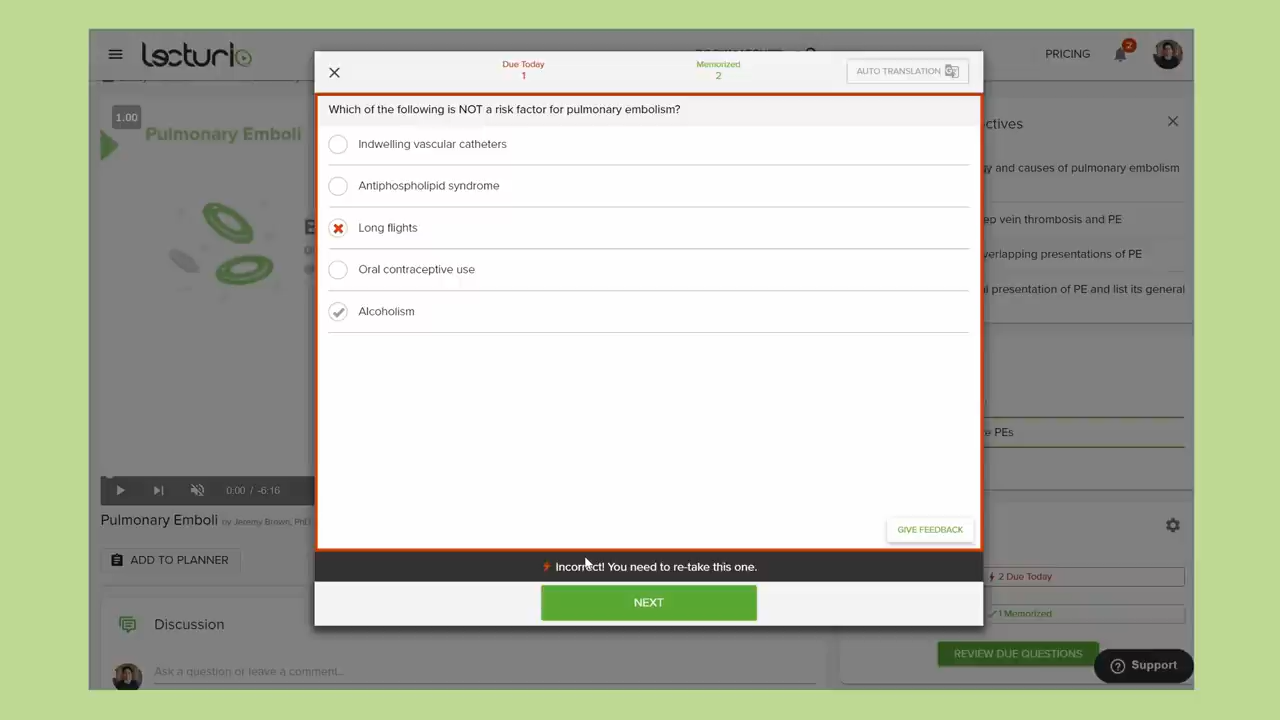 lecturio
PRICING
2
Due Today
1
Memorized
2
AUTO TRANSLATION
Which of the following is NOT a risk factor for pulmonary embolism?
Indwelling vascular catheters
Antiphospholipid syndrome
Long flights
Oral contraceptive use
Alcoholism
GIVE FEEDBACK
Incorrect! You need to re-take this one.
NEXT
1.00
Pulmonary Emboli
0:00 / -6:16
Pulmonary Emboli by Jeremy Brown, PhD
ADD TO PLANNER
Discussion
Ask a question or leave a comment...
ctives
gy and causes of pulmonary embolism
ep vein thrombosis and PE
verlapping presentations of PE
al presentation of PE and list its general
e PEs
2 Due Today
1 Memorized
REVIEW DUE QUESTIONS
Support